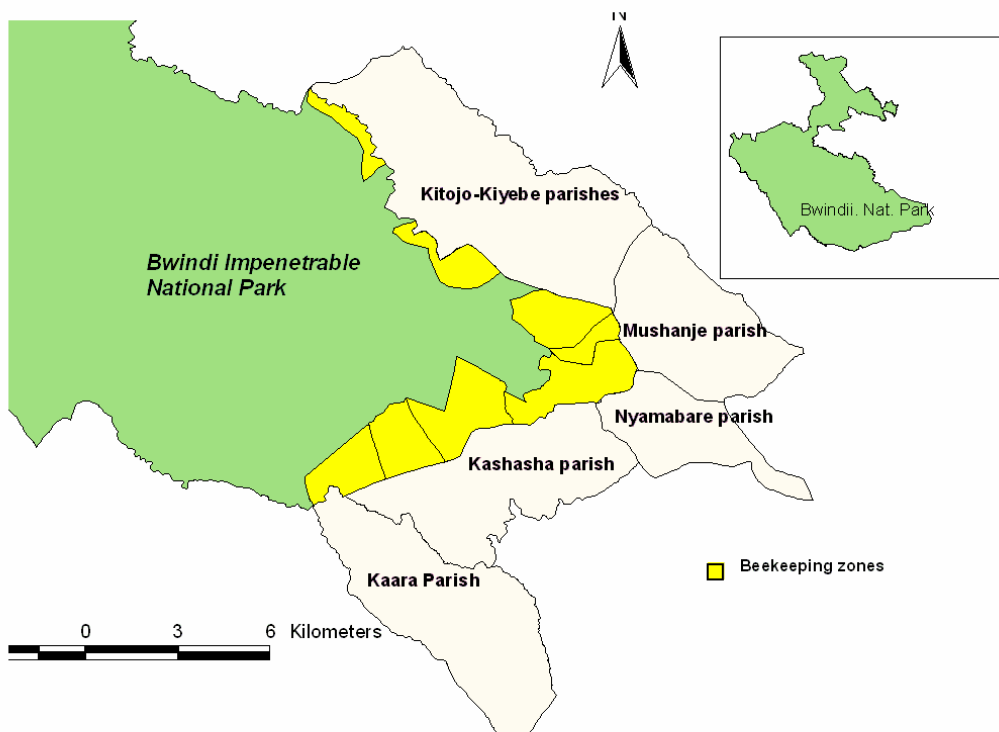 N
Kitojo-Kiyebe parishes
Bwindii. Nat. Park
Bwindi Impenetrable
National Park
Mushanje parish
Nyamabare parish
Kashasha parish
Beekeeping zones
Kaara Parish
0 3 6 Kilometers